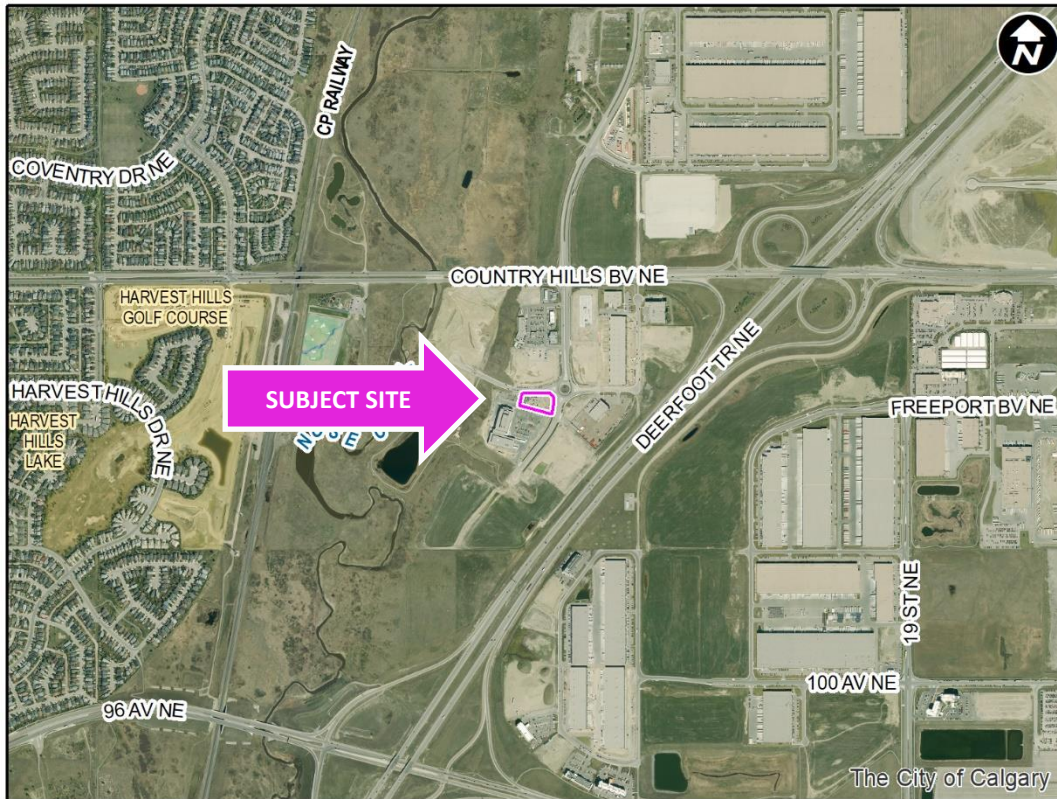 N
CP RAILWAY
COVENTRY DR NE
COUNTRY HILLS BV NE
HARVEST HILLS
GOLF COURSE
SUBJECT SITE
HARVEST HILLS DR NE
HARVEST
HILLS
LAKE
DEERFOOT TR NE
FREEPORT BV NE
19 ST NE
100 AV NE
96 AV NE
The City of Calgary